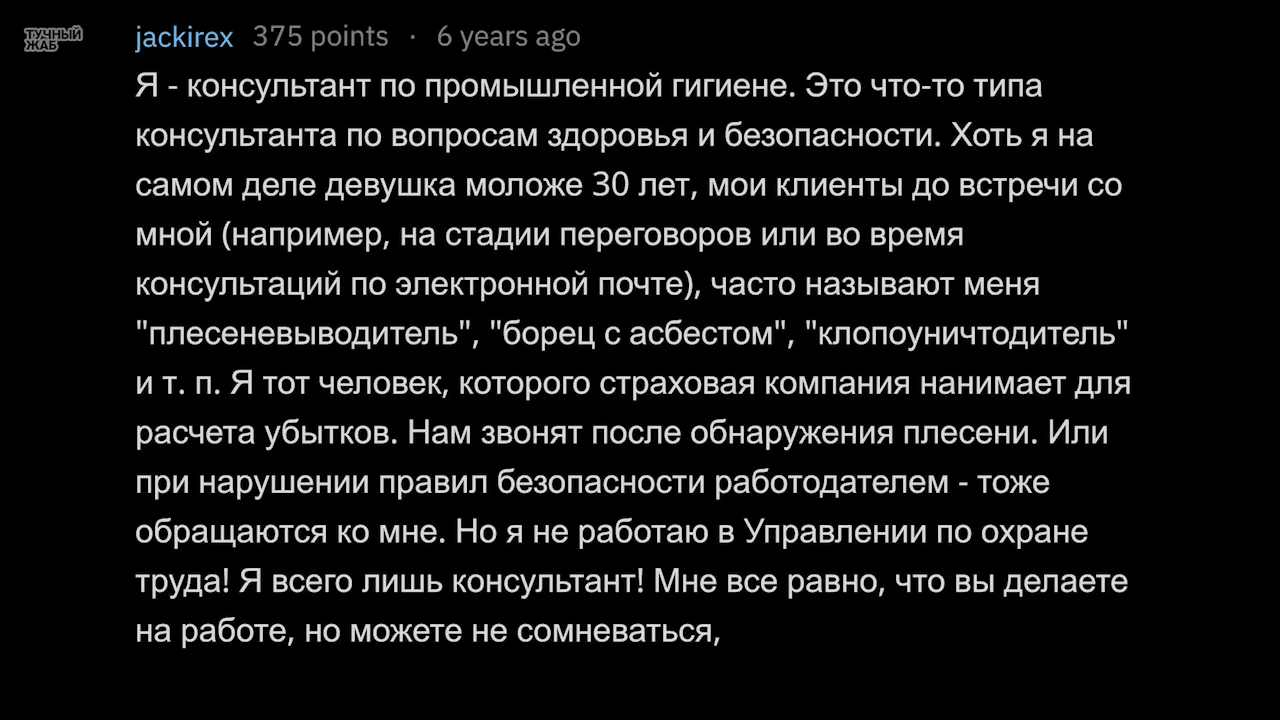 ТУЧНЫЙ
ЖАБ
jackirex 375 points · 6 years ago
Я - консультант по промышленной гигиене. Это что-то типа
консультанта по вопросам здоровья и безопасности. Хоть я на
самом деле девушка моложе 30 лет, мои клиенты до встречи со
мной (например, на стадии переговоров или во время
консультаций по электронной почте), часто называют меня
"плесеневыводитель", "борец с асбестом", "клопоуничтодитель"
и т. п. Я тот человек, которого страховая компания нанимает для
расчета убытков. Нам звонят после обнаружения плесени. Или
при нарушении правил безопасности работодателем - тоже
обращаются ко мне. Но я не работаю в Управлении по охране
труда! Я всего лишь консультант! Мне все равно, что вы делаете
на работе, но можете не сомневаться,